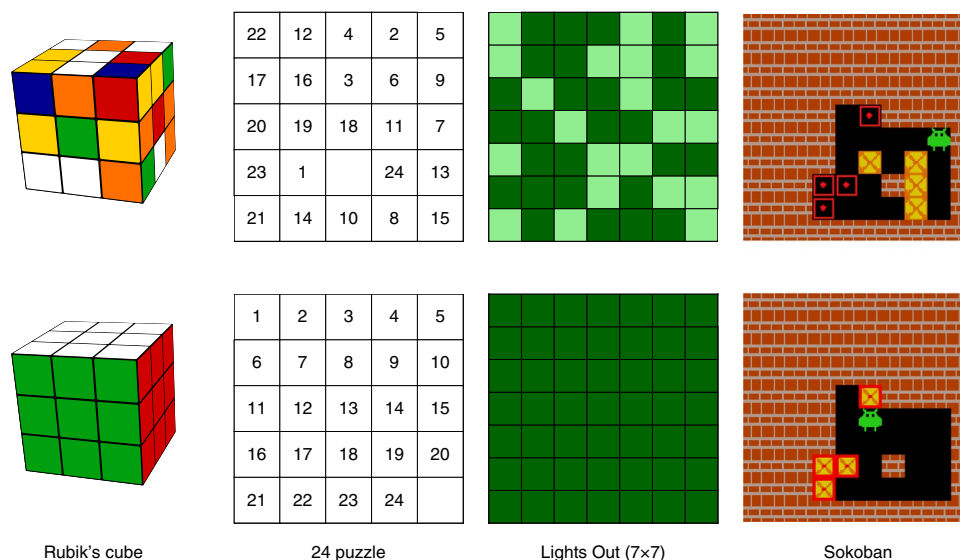 22 12 4 2 5
17 16 3 6 9
20 19 18 11 7
23 1 24 13
21 14 10 8 15
1 2 3 4 5
6 7 8 9 10
11 12 13 14 15
16 17 18 19 20
21 22 23 24
Rubik's cube 24 puzzle Lights Out (7×7) Sokoban